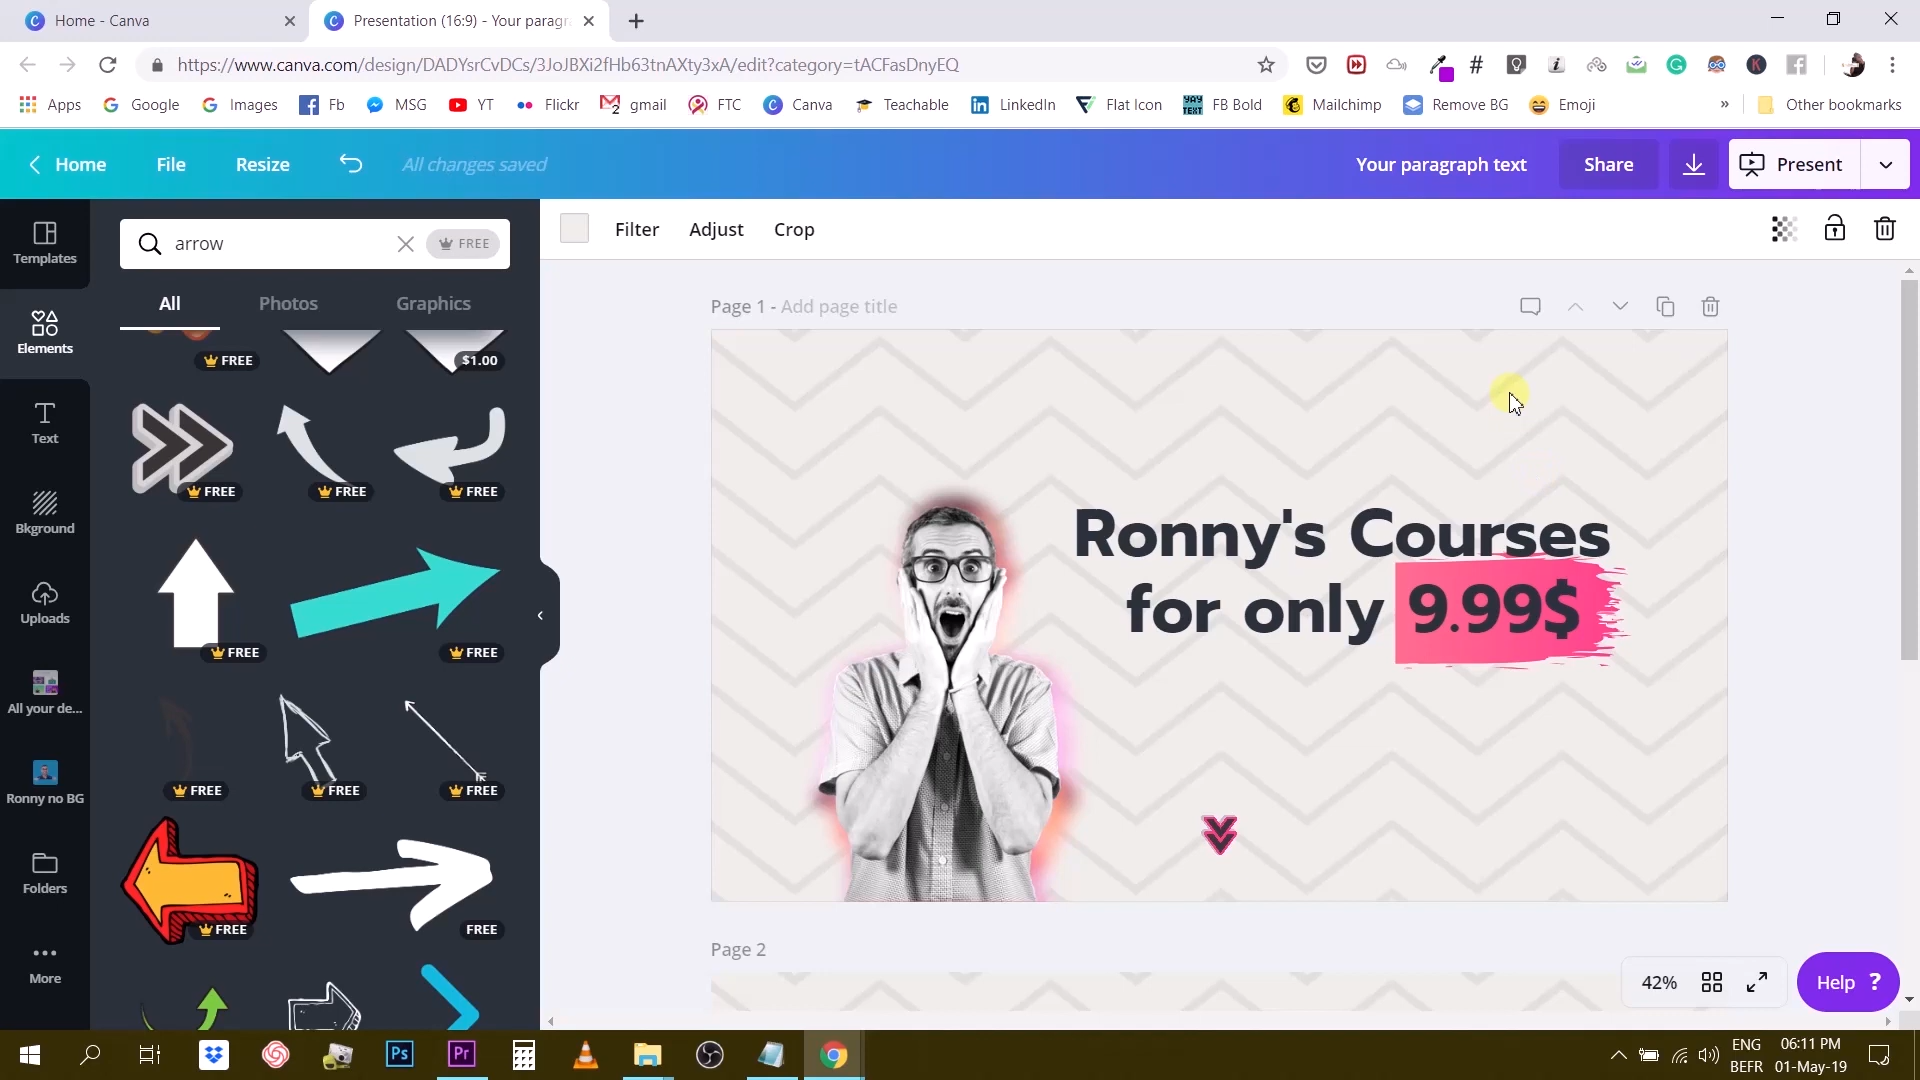 Home - Canva
Presentation (16:9) - Your paragr
https://www.canva.com/design/DADYsrCvDCs/3JoJBXi2fHb63tnAXty3xA/edit?category=tACFasDnyEQ
Apps
Google
Images
Fb
MSG
YT
Flickr
gmail
FTC
Canva
Teachable
LinkedIn
Flat Icon
FB Bold
Mailchimp
Remove BG
Emoji
»
Other bookmarks
Home
File
Resize
All changes saved
Your paragraph text
Share
Present
Templates
Elements
Text
Bkground
Uploads
All your de...
Ronny no BG
Folders
More
arrow
FREE
All
Photos
Graphics
FREE
$1.00
FREE
FREE
FREE
FREE
FREE
FREE
FREE
FREE
FREE
FREE
Filter
Adjust
Crop
Page 1 - Add page title
Ronny's Courses
for only 9.99$
Page 2
42%
Help ?
Ps
Pr
ENG
BEFR
06:11 PM
01-May-19